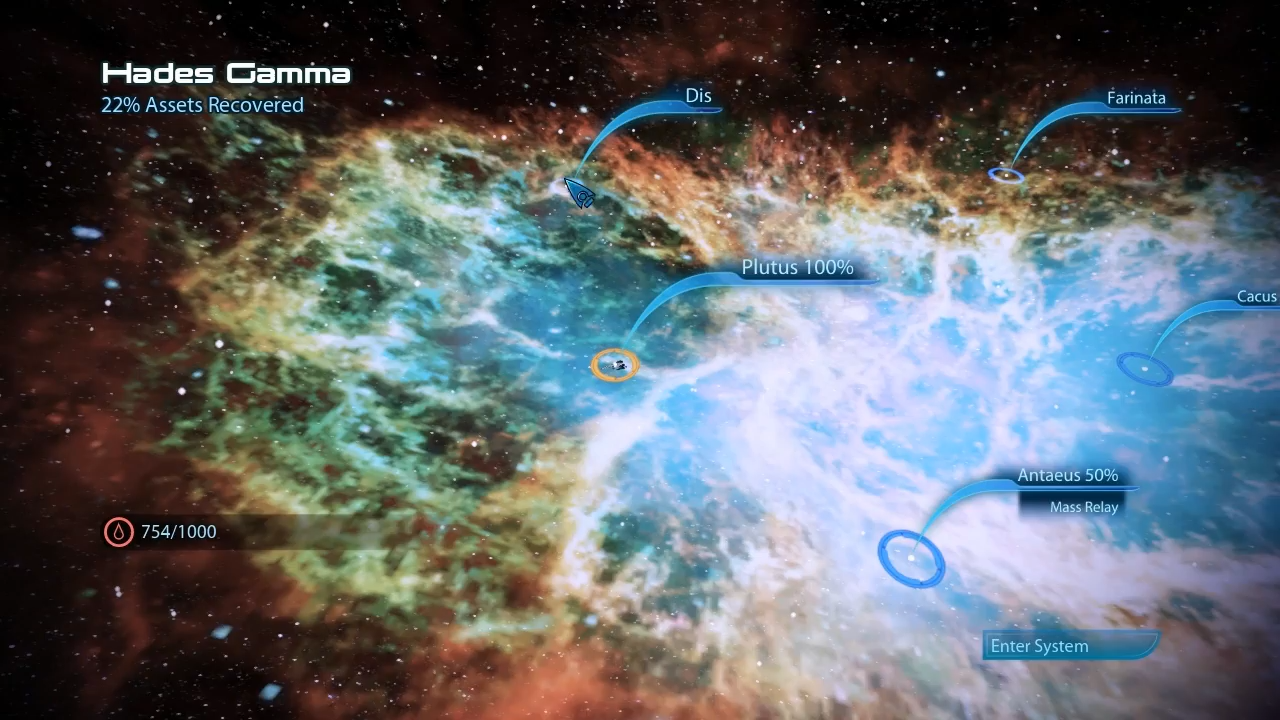 Hades Gamma
22% Assets Recovered
Dis
Farinata
Plutus 100%
Cacus
Antaeus 50%
Mass Relay
754/1000
Enter System